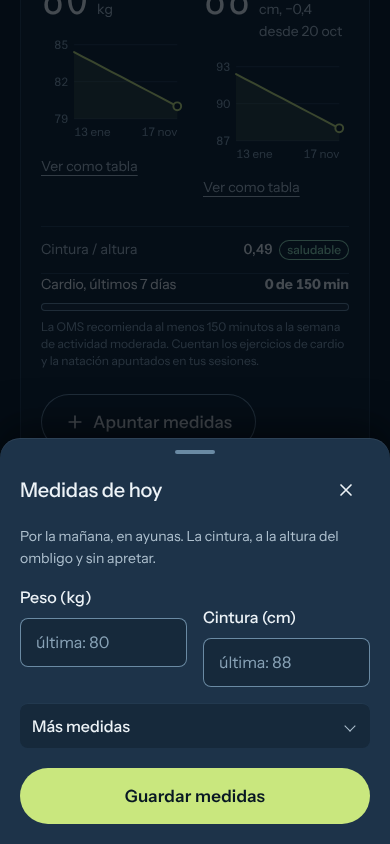 80 kg
88 cm, −0,4
desde 20 oct
85
82
79
13 ene 17 nov
93
90
87
13 ene 17 nov
Ver como tabla
Ver como tabla
Cintura / altura 0,49 saludable
Cardio, últimos 7 días 0 de 150 min
La OMS recomienda al menos 150 minutos a la semana
de actividad moderada. Cuentan los ejercicios de cardio
y la natación apuntados en tus sesiones.
+ Apuntar medidas
Medidas de hoy
Por la mañana, en ayunas. La cintura, a la altura del
ombligo y sin apretar.
Peso (kg)
última: 80
Cintura (cm)
última: 88
Más medidas
Guardar medidas